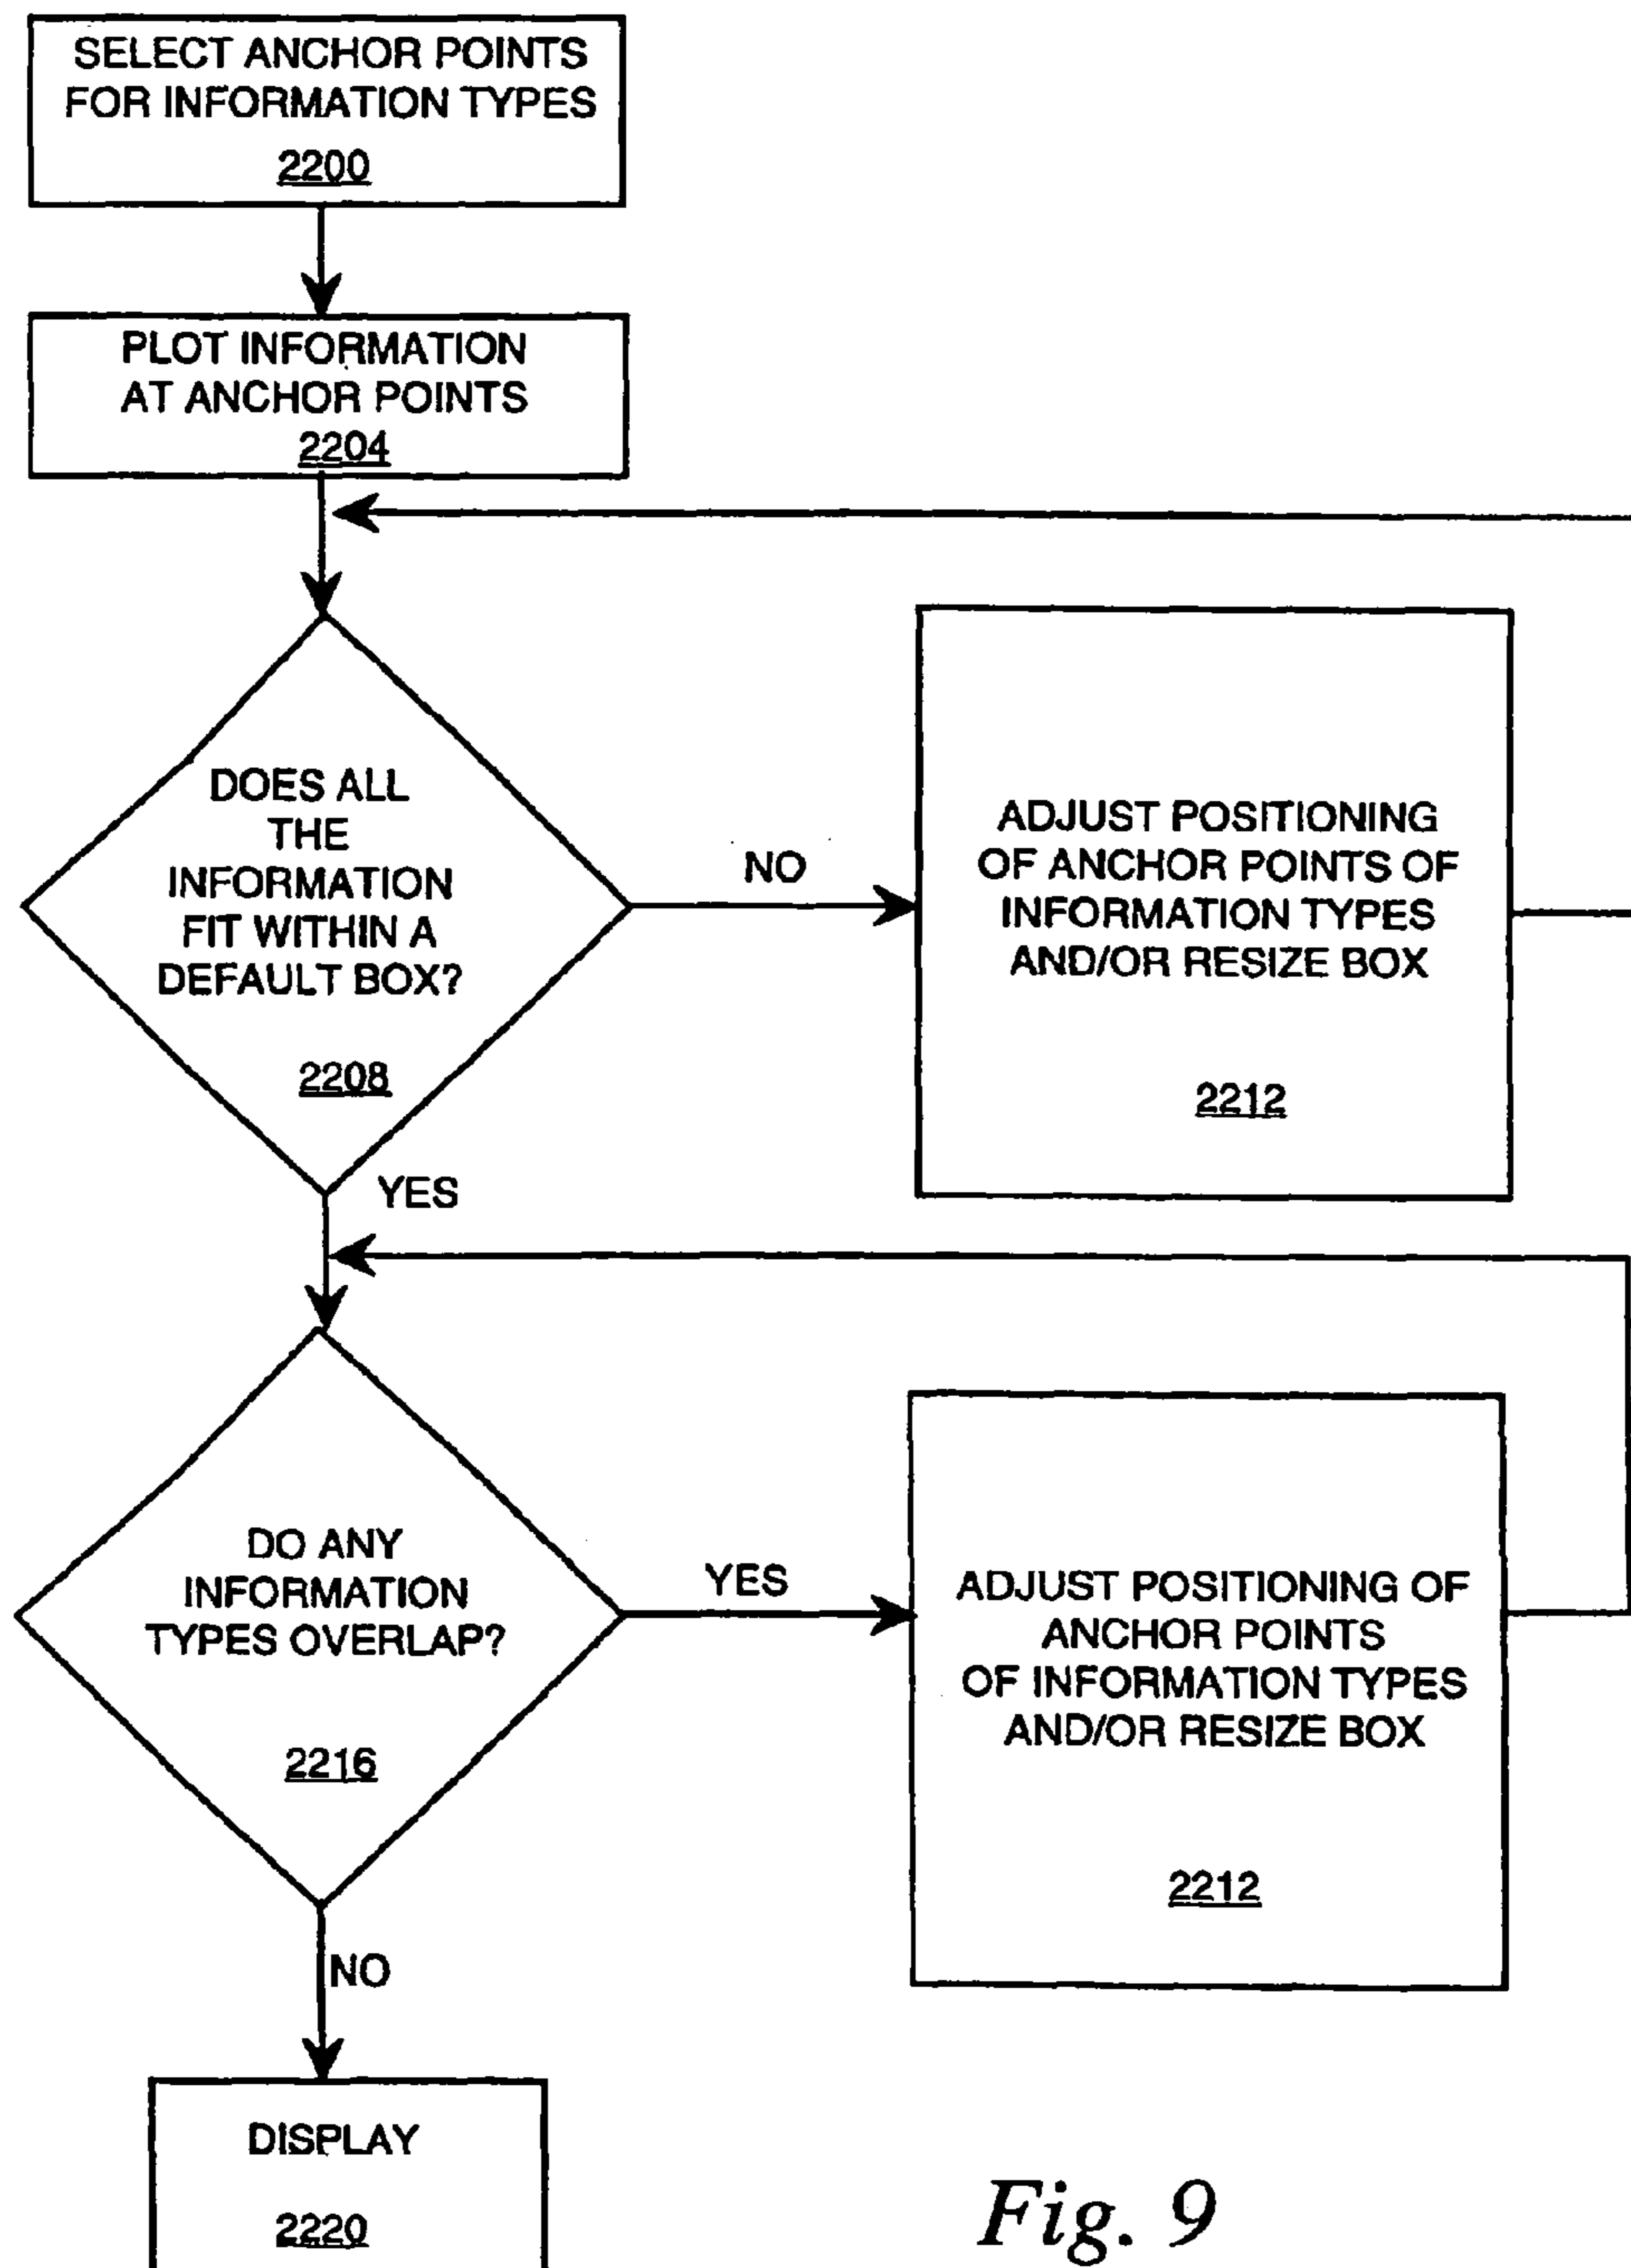 SELECT ANCHOR POINTS
FOR INFORMATION TYPES
2200
PLOT INFORMATION
AT ANCHOR POINTS
2204
DOES ALL
THE
INFORMATION
FIT WITHIN A
DEFAULT BOX?
2208
NO
ADJUST POSITIONING
OF ANCHOR POINTS OF
INFORMATION TYPES
AND/OR RESIZE BOX
2212
YES
DO ANY
INFORMATION
TYPES OVERLAP?
2216
YES
ADJUST POSITIONING OF
ANCHOR POINTS
OF INFORMATION TYPES
AND/OR RESIZE BOX
2212
NO
DISPLAY
2220
Fig. 9